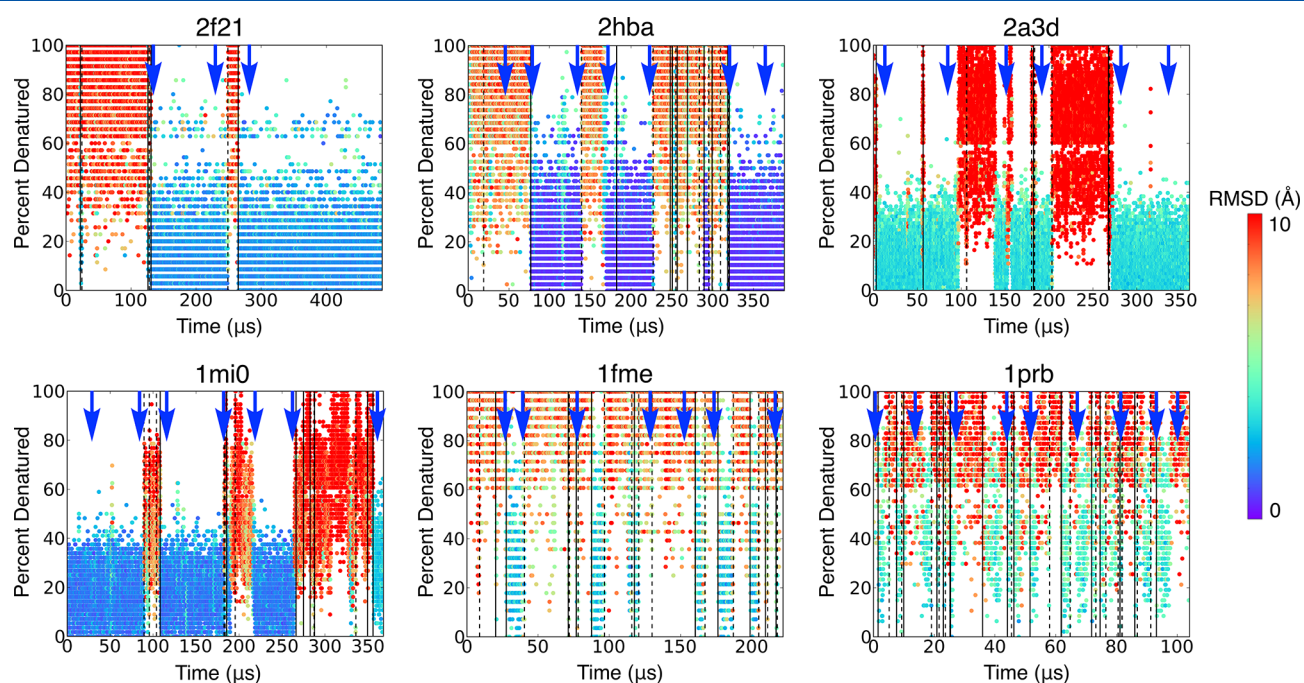 2f21 2hba 2a3d
100 100 100
80 80 80
60 60 60
40 40 40
20 20 20
0 0 0
Percent Denatured Percent Denatured Percent Denatured
0 100 200 300 400 0 50 100 150 200 250 300 350 0 50 100 150 200 250 300 350
Time (μs) Time (μs) Time (μs)
RMSD (Å)
10
0
1mi0 1fme 1prb
100 100 100
80 80 80
60 60 60
40 40 40
20 20 20
0 0 0
Percent Denatured Percent Denatured Percent Denatured
0 50 100 150 200 250 300 350 0 50 100 150 200 0 20 40 60 80 100
Time (μs) Time (μs) Time (μs)